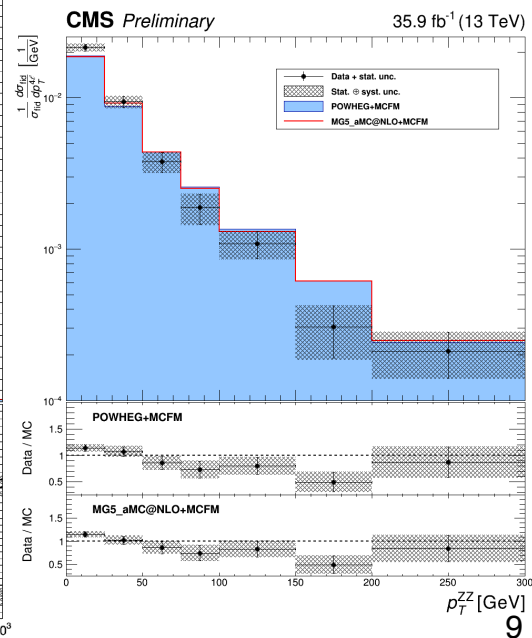 CMS Preliminary 35.9 fb⁻¹ (13 TeV)
1/σ_fid dσ_fid/dp_T^4ℓ [1/GeV]
Data + stat. unc.
Stat. ⊕ syst. unc.
POWHEG+MCFM
MG5_aMC@NLO+MCFM
10⁻²
10⁻³
10⁻⁴
POWHEG+MCFM
Data / MC
1.5
1
0.5
MG5_aMC@NLO+MCFM
Data / MC
1.5
1
0.5
0 50 100 150 200 250 300
p_T^ZZ [GeV]
0³
9